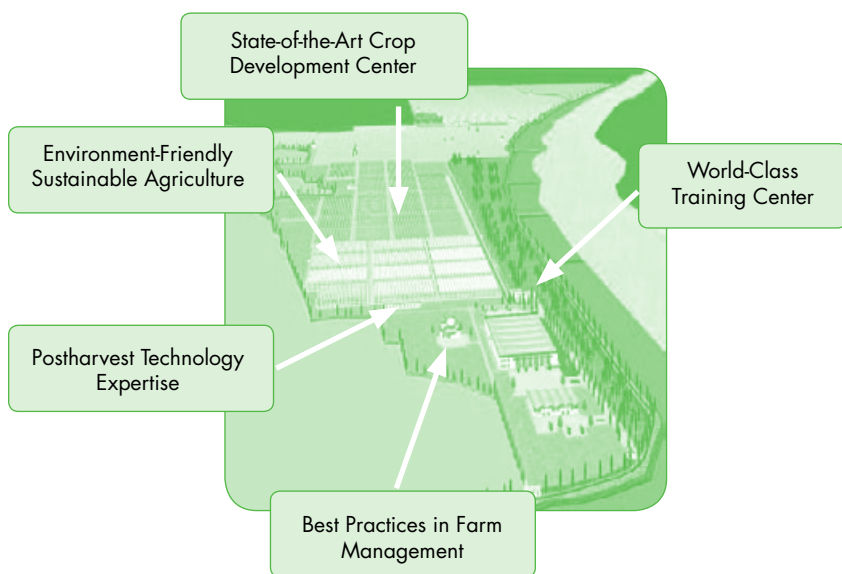 State-of-the-Art Crop
Development Center
Environment-Friendly
Sustainable Agriculture
World-Class
Training Center
Postharvest Technology
Expertise
Best Practices in Farm
Management